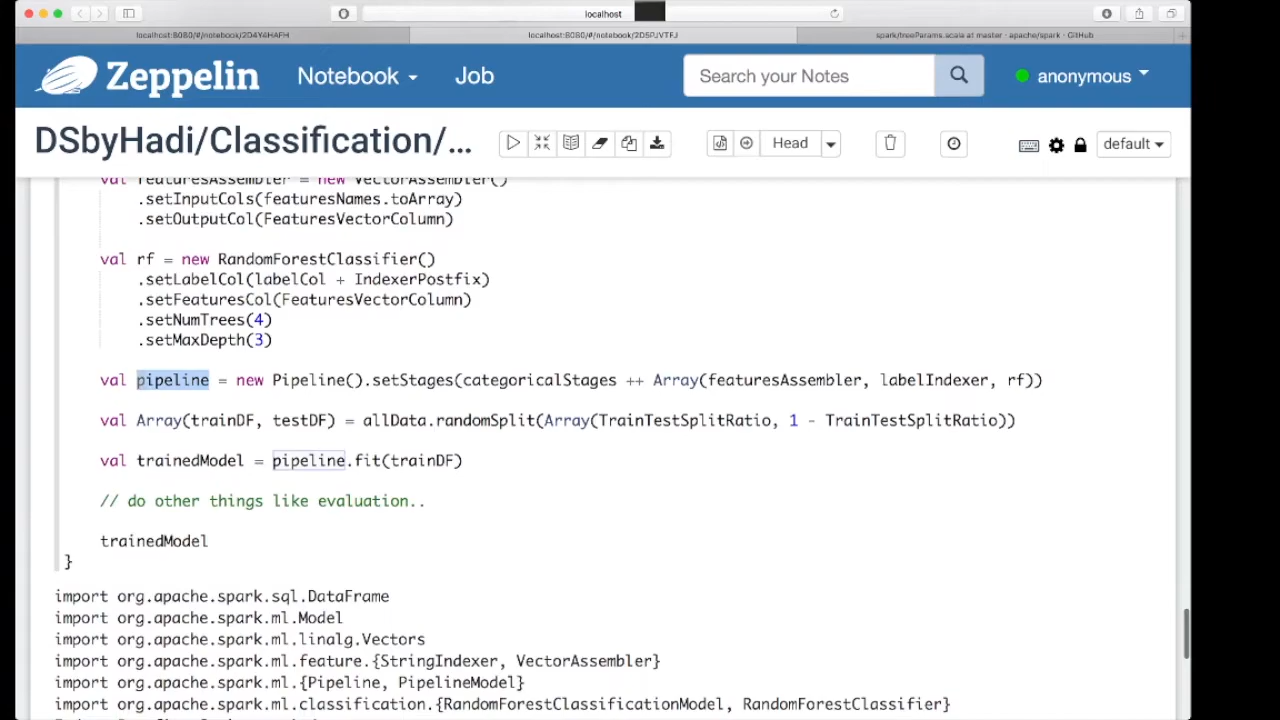 localhost
localhost:8080/#/notebook/2D4Y4HAFH
localhost:8080/#/notebook/2D5PJVTFJ
spark/treeParams.scala at master · apache/spark · GitHub
Zeppelin
Notebook
Job
Search your Notes
anonymous
DSbyHadi/Classification/...
Head
default
val featuresAssembler = new VectorAssembler()
.setInputCols(featuresNames.toArray)
.setOutputCol(FeaturesVectorColumn)
val rf = new RandomForestClassifier()
.setLabelCol(labelCol + IndexerPostfix)
.setFeaturesCol(FeaturesVectorColumn)
.setNumTrees(4)
.setMaxDepth(3)
val pipeline = new Pipeline().setStages(categoricalStages ++ Array(featuresAssembler, labelIndexer, rf))
val Array(trainDF, testDF) = allData.randomSplit(Array(TrainTestSplitRatio, 1 - TrainTestSplitRatio))
val trainedModel = pipeline.fit(trainDF)
// do other things like evaluation..
trainedModel
}
import org.apache.spark.sql.DataFrame
import org.apache.spark.ml.Model
import org.apache.spark.ml.linalg.Vectors
import org.apache.spark.ml.feature.{StringIndexer, VectorAssembler}
import org.apache.spark.ml.{Pipeline, PipelineModel}
import org.apache.spark.ml.classification.{RandomForestClassificationModel, RandomForestClassifier}